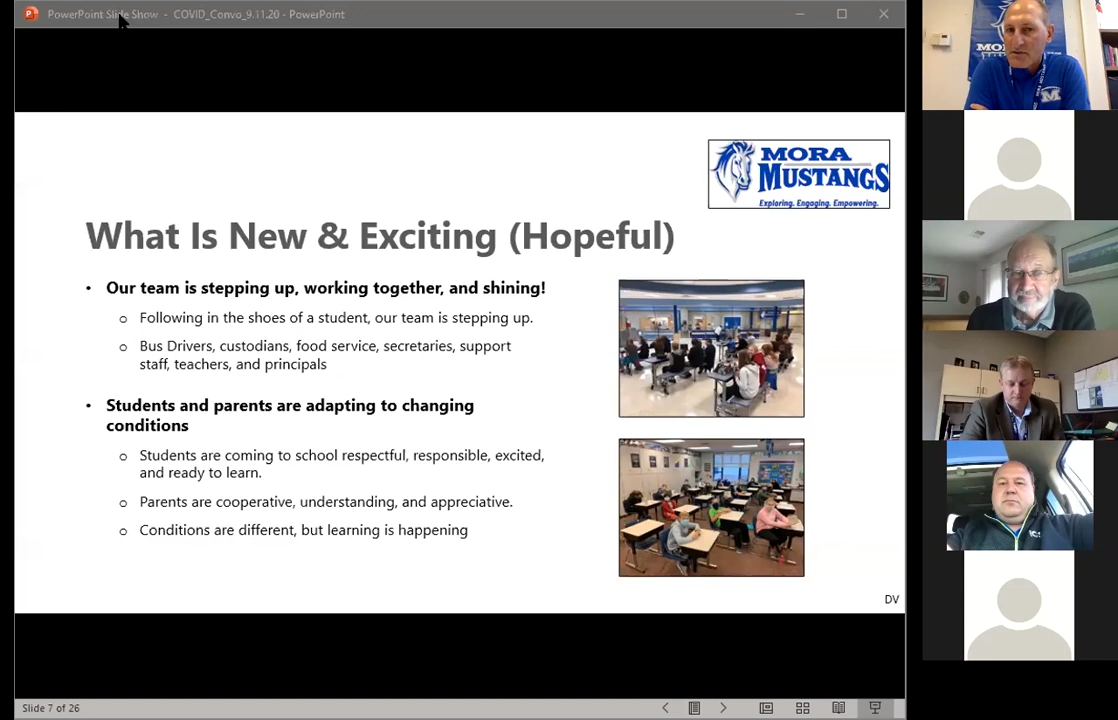 PowerPoint Slide Show - COVID_Convo_9.11.20 - PowerPoint
MORA
MUSTANGS
Exploring. Engaging. Empowering.
What Is New & Exciting (Hopeful)
• Our team is stepping up, working together, and shining!
o Following in the shoes of a student, our team is stepping up.
o Bus Drivers, custodians, food service, secretaries, support
staff, teachers, and principals
• Students and parents are adapting to changing
conditions
o Students are coming to school respectful, responsible, excited,
and ready to learn.
o Parents are cooperative, understanding, and appreciative.
o Conditions are different, but learning is happening
DV
Slide 7 of 26
M